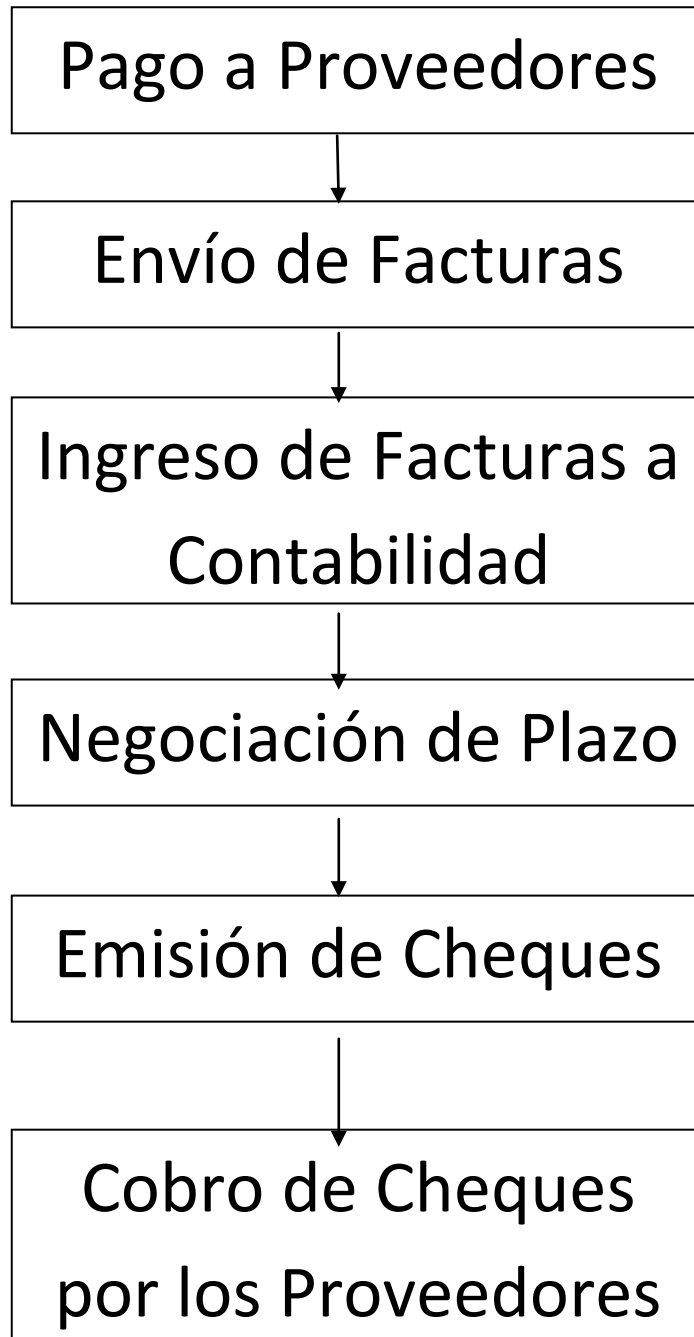 Pago a Proveedores
Envío de Facturas
Ingreso de Facturas a
Contabilidad
Negociación de Plazo
Emisión de Cheques
Cobro de Cheques
por los Proveedores